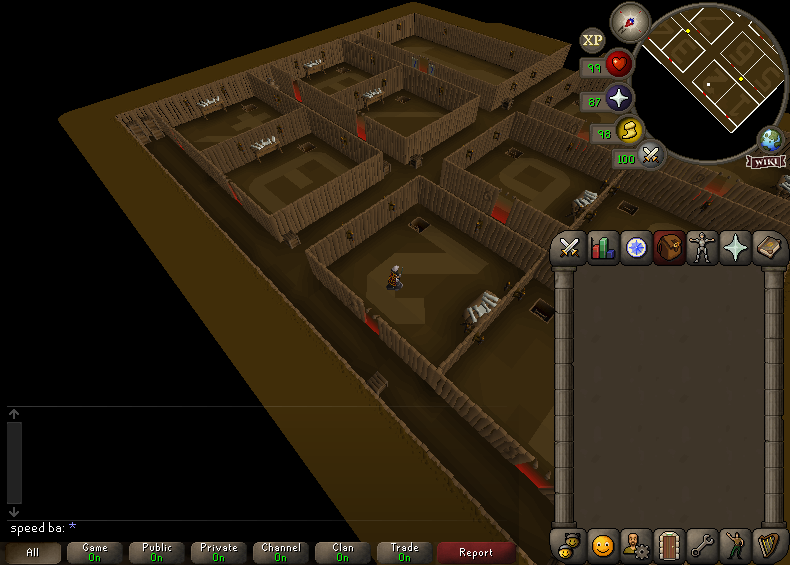 XP
99
67
98
100
WIKI
speed ba: *
All
Game
On
Public
On
Private
On
Channel
On
Clan
On
Trade
On
Report